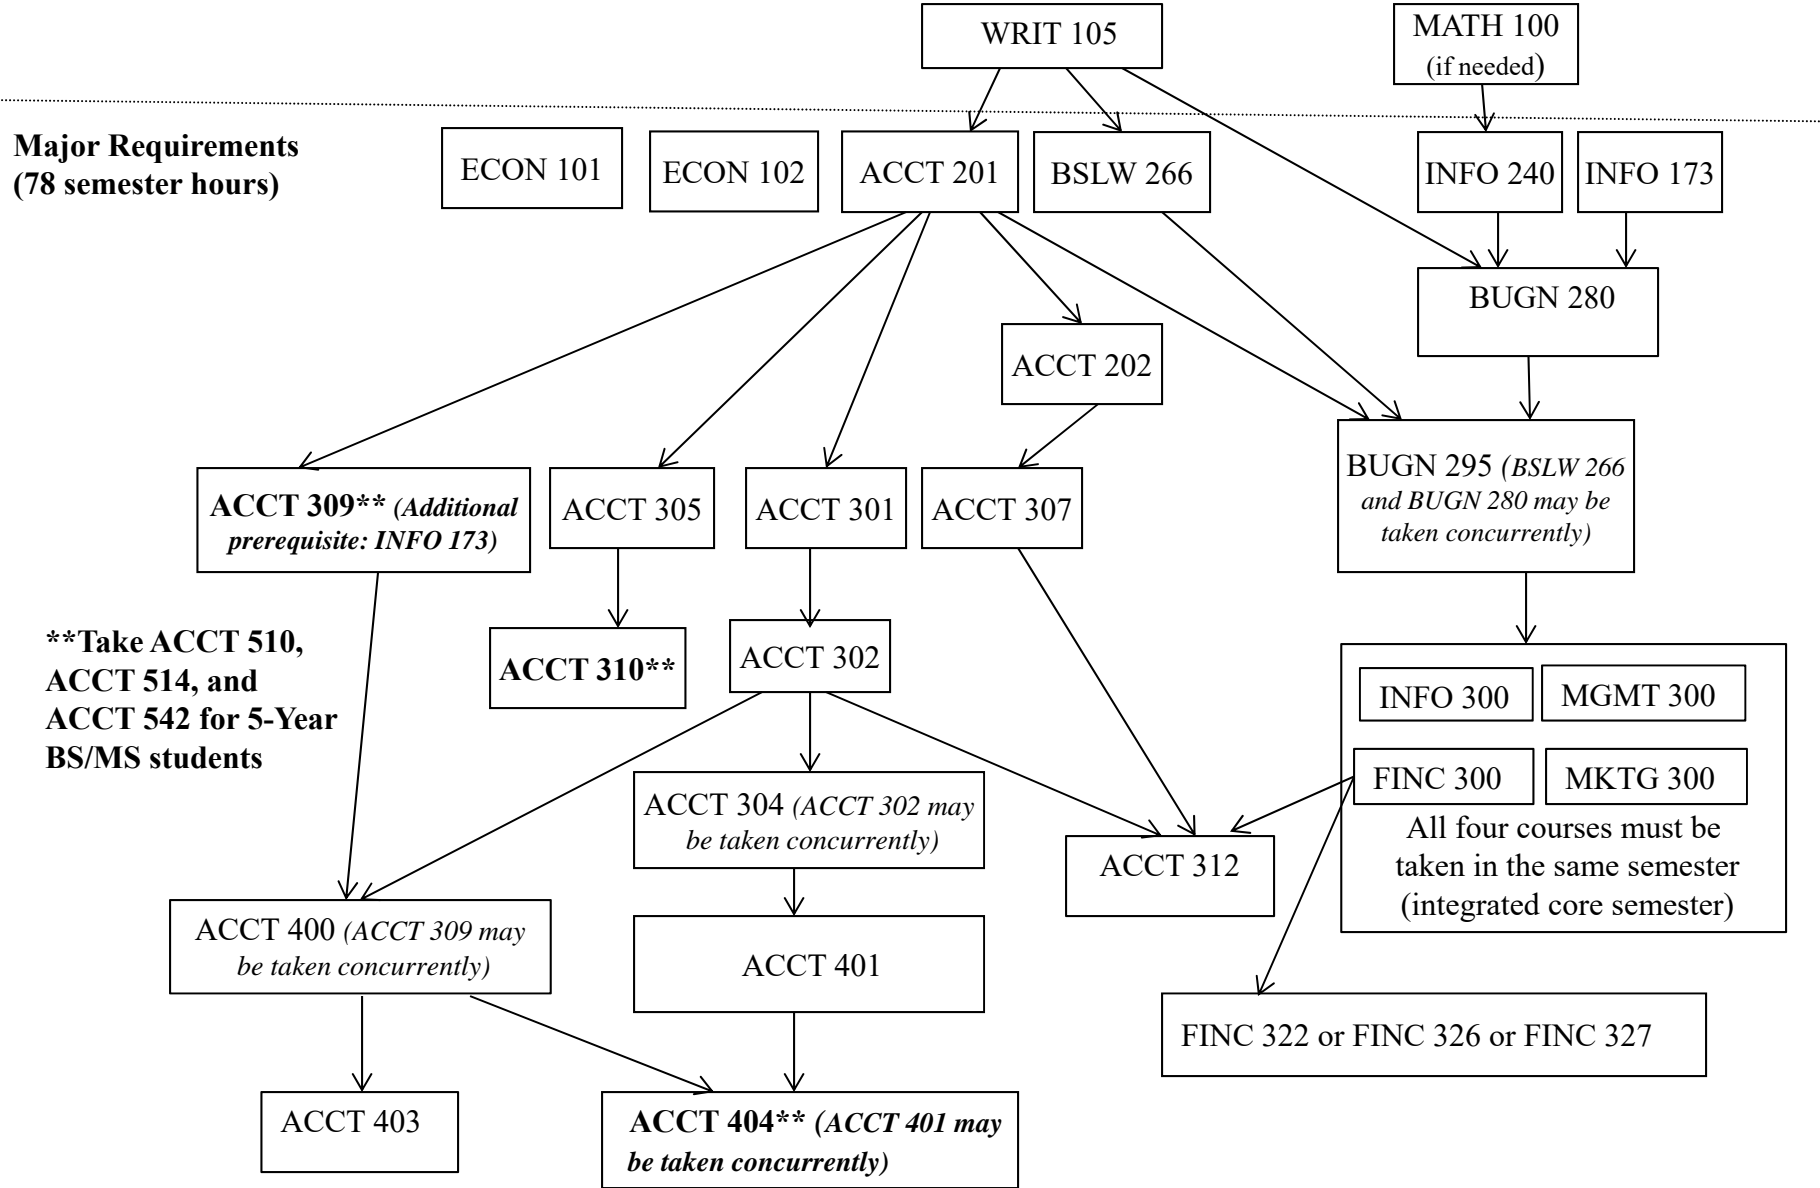 WRIT 105
MATH 100
(if needed)
Major Requirements
(78 semester hours)
ECON 101
ECON 102
ACCT 201
BSLW 266
INFO 240
INFO 173
BUGN 280
ACCT 202
BUGN 295 (BSLW 266
and BUGN 280 may be
taken concurrently)
ACCT 309** (Additional
prerequisite: INFO 173)
ACCT 305
ACCT 301
ACCT 307
**Take ACCT 510,
ACCT 514, and
ACCT 542 for 5-Year
BS/MS students
ACCT 310**
ACCT 302
INFO 300
MGMT 300
FINC 300
MKTG 300
All four courses must be
taken in the same semester
(integrated core semester)
ACCT 304 (ACCT 302 may
be taken concurrently)
ACCT 312
ACCT 400 (ACCT 309 may
be taken concurrently)
ACCT 401
FINC 322 or FINC 326 or FINC 327
ACCT 403
ACCT 404** (ACCT 401 may
be taken concurrently)